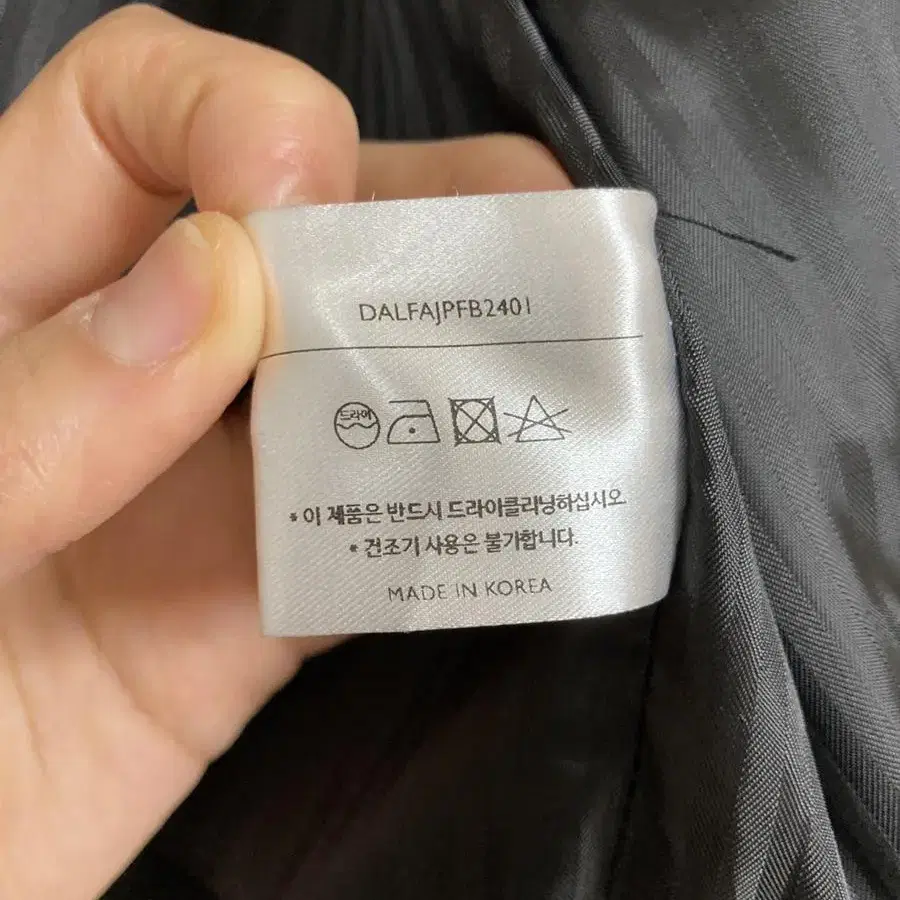 DALFAJPFB2401
드라이
* 이 제품은 반드시 드라이클리닝하십시오.
* 건조기 사용은 불가합니다.
MADE IN KOREA